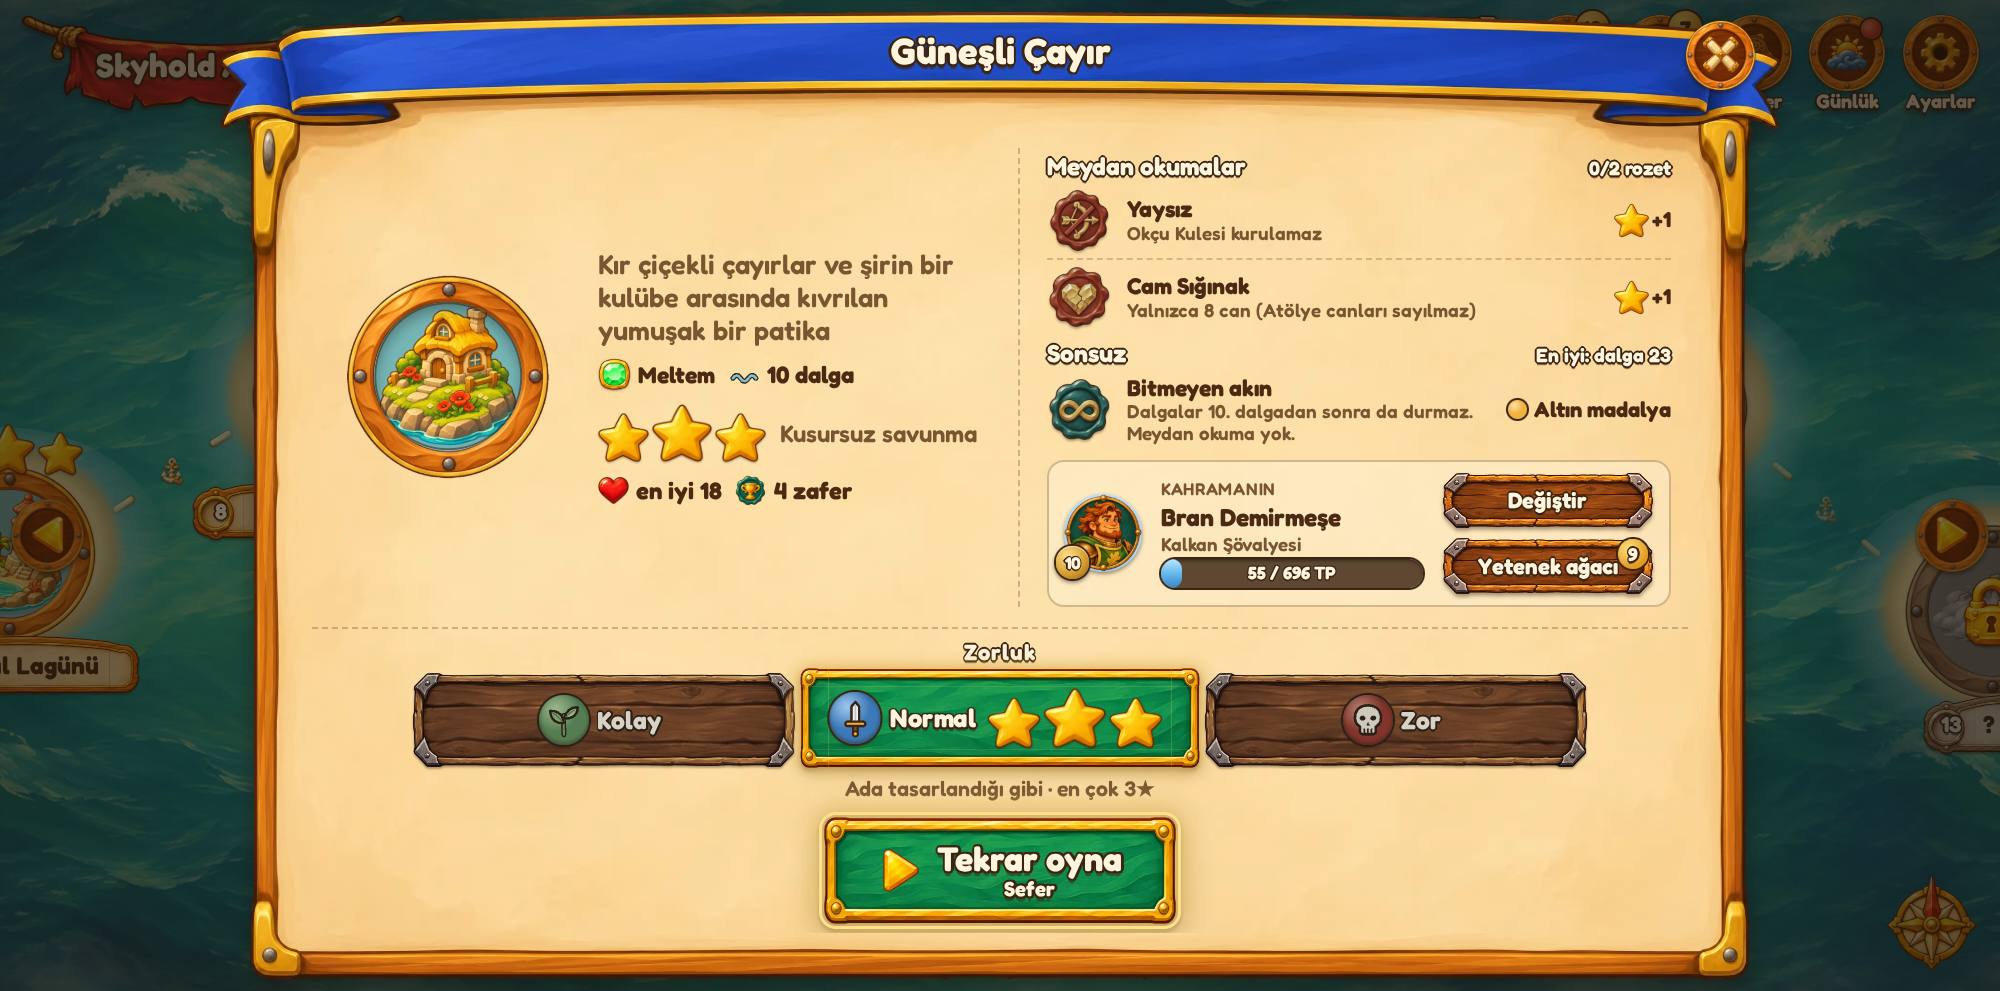 Güneşli Çayır
Skyhold
Günlük
Ayarlar
Kır çiçekli çayırlar ve şirin bir
kulübe arasında kıvrılan
yumuşak bir patika
Meltem
10 dalga
Kusursuz savunma
en iyi 18
4 zafer
Meydan okumalar
0/2 rozet
Yaysız
Okçu Kulesi kurulamaz
+1
Cam Sığınak
Yalnızca 8 can (Atölye canları sayılmaz)
+1
Sonsuz
En iyi: dalga 23
Bitmeyen akın
Dalgalar 10. dalgadan sonra da durmaz.
Meydan okuma yok.
Altın madalya
KAHRAMANIN
Bran Demirmeşe
Kalkan Şövalyesi
10
55 / 696 TP
Değiştir
Yetenek ağacı
9
8
Lagünü
13 ?
Zorluk
Kolay
Normal
Zor
Ada tasarlandığı gibi · en çok 3★
Tekrar oyna
Sefer